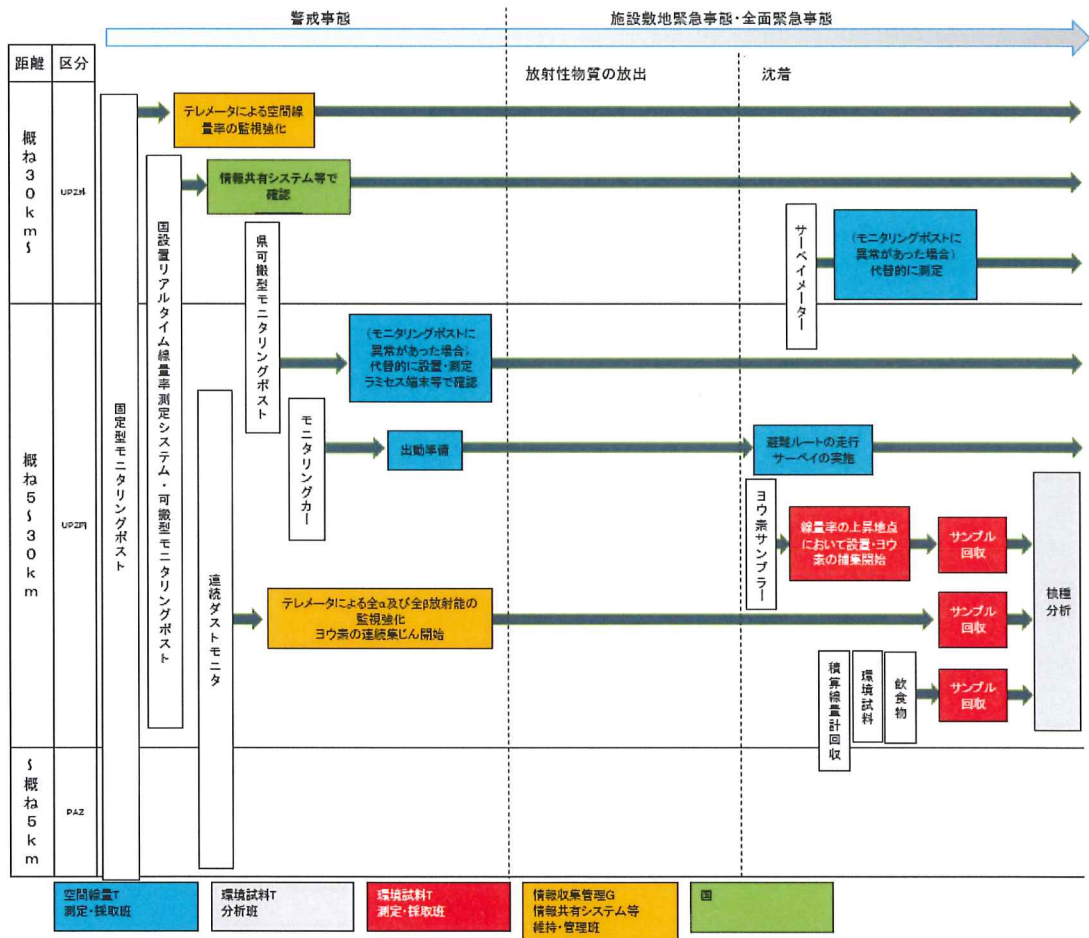 警戒事態
施設敷地緊急事態・全面緊急事態
距離
区分
放射性物質の放出
沈着
概ね30km~
UPZ外
テレメータによる空間線
量率の監視強化
情報共有システム等で
確認
サーベイメーター
(モニタリングポストに
異常があった場合)
代替的に測定
固定型モニタリングポスト
国設置リアルタイム線量率測定システム・可搬型モニタリングポスト
県可搬型モニタリングポスト
概ね5~30km
UPZ内
(モニタリングポストに
異常があった場合)
代替的に設置・測定
ラミセス端末等で確認
モニタリングカー
出動準備
避難ルートの走行
サーベイの実施
連続ダストモニタ
ヨウ素サンプラー
線量率の上昇地点
において設置・ヨウ
素の捕集開始
サンプル
回収
核種
分析
テレメータによる全α及び全β放射能の
監視強化
ヨウ素の連続集じん開始
サンプル
回収
積算線量計回収
環境試料
飲食物
サンプル
回収
~概ね5km
PAZ
空間線量T
測定・採取班
環境試料T
分析班
環境試料T
測定・採取班
情報収集管理G
情報共有システム等
維持・管理班
国